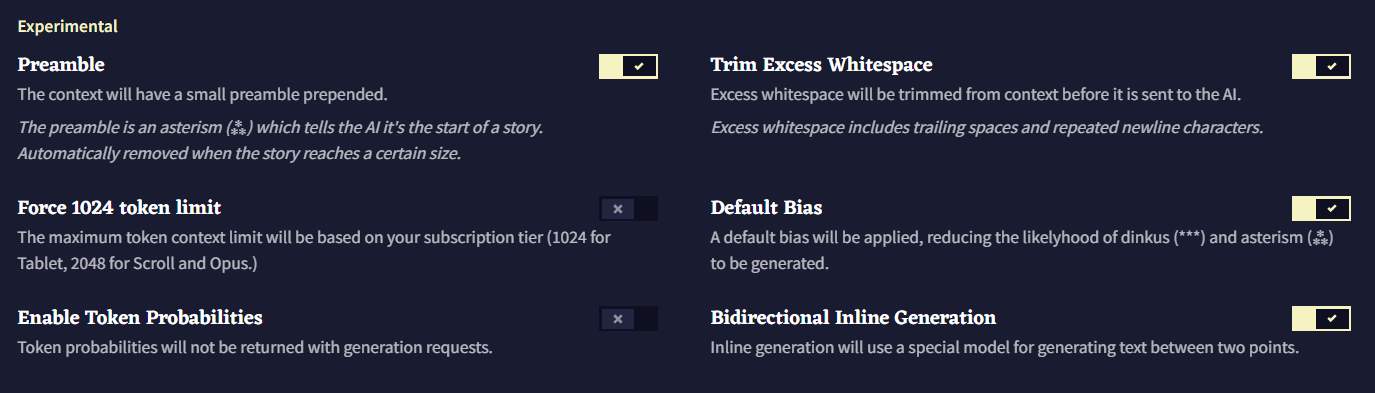 Experimental
Preamble
The context will have a small preamble prepended.
The preamble is an asterism (⁂) which tells the AI it's the start of a story.
Automatically removed when the story reaches a certain size.
Trim Excess Whitespace
Excess whitespace will be trimmed from context before it is sent to the AI.
Excess whitespace includes trailing spaces and repeated newline characters.
Force 1024 token limit
The maximum token context limit will be based on your subscription tier (1024 for
Tablet, 2048 for Scroll and Opus.)
Default Bias
A default bias will be applied, reducing the likelyhood of dinkus (***) and asterism (⁂)
to be generated.
Enable Token Probabilities
Token probabilities will not be returned with generation requests.
Bidirectional Inline Generation
Inline generation will use a special model for generating text between two points.